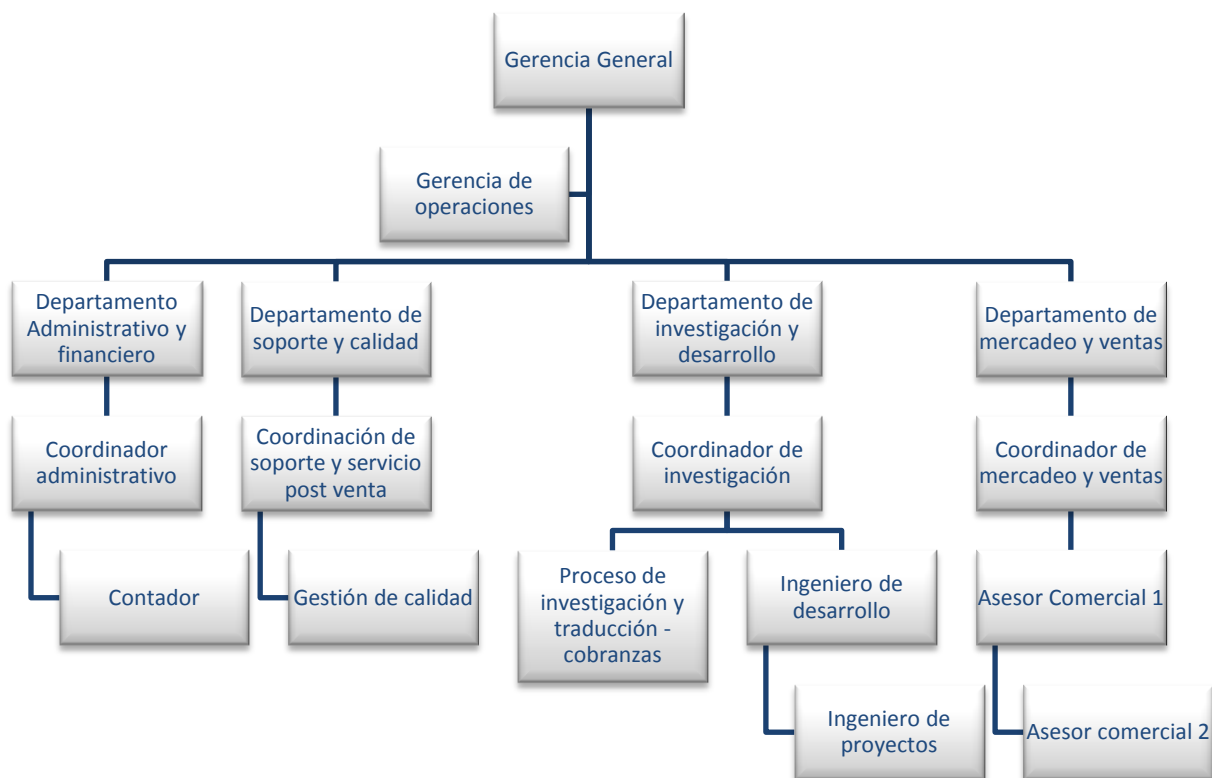 Gerencia General
Gerencia de
operaciones
Departamento
Administrativo y
financiero
Departamento de
soporte y calidad
Departamento de
investigación y
desarrollo
Departamento de
mercadeo y ventas
Coordinador
administrativo
Coordinación de
soporte y servicio
post venta
Coordinador de
investigación
Coordinador de
mercadeo y ventas
Contador
Gestión de calidad
Proceso de
investigación y
traducción -
cobranzas
Ingeniero de
desarrollo
Asesor Comercial 1
Ingeniero de
proyectos
Asesor comercial 2